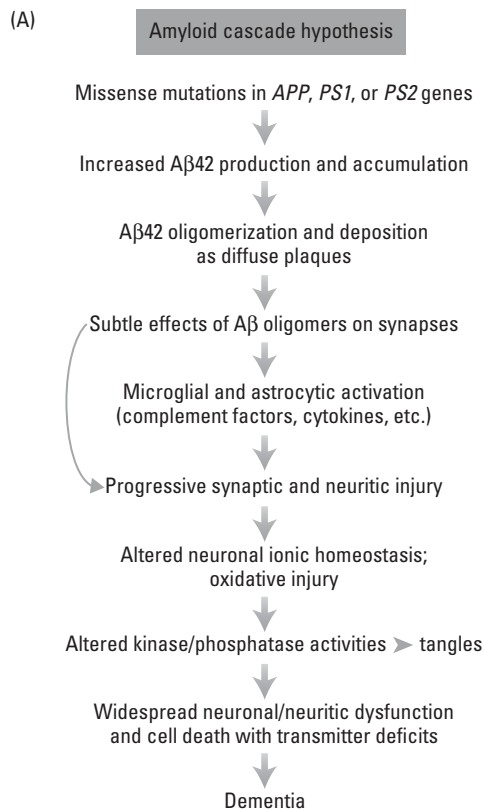 (A)
Amyloid cascade hypothesis
Missense mutations in APP, PS1, or PS2 genes
Increased Aβ42 production and accumulation
Aβ42 oligomerization and deposition
as diffuse plaques
Subtle effects of Aβ oligomers on synapses
Microglial and astrocytic activation
(complement factors, cytokines, etc.)
Progressive synaptic and neuritic injury
Altered neuronal ionic homeostasis;
oxidative injury
Altered kinase/phosphatase activities ➤ tangles
Widespread neuronal/neuritic dysfunction
and cell death with transmitter deficits
Dementia